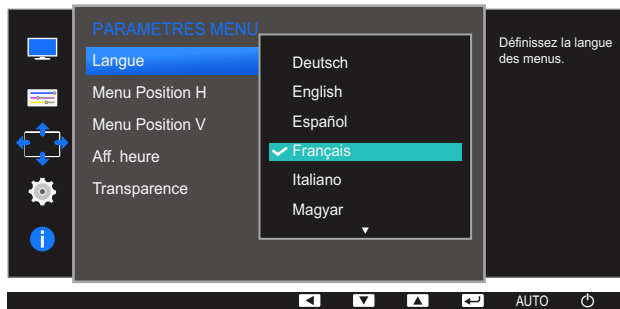 PARAMETRES MENU
Langue
Menu Position H
Menu Position V
Aff. heure
Transparence
Deutsch
English
Español
Français
Italiano
Magyar
Définissez la langue
des menus.
AUTO